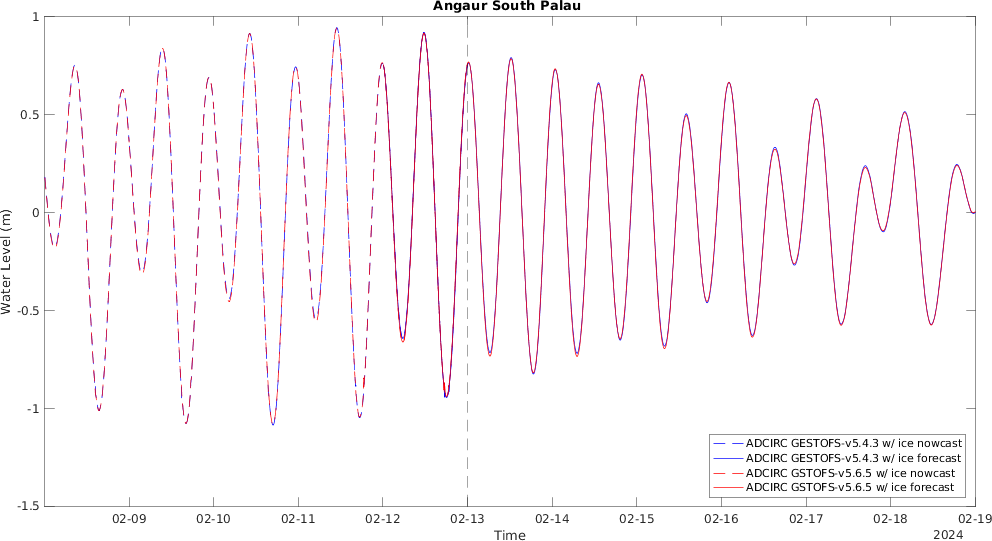 Angaur South Palau
1
0.5
0
-0.5
-1
-1.5
Water Level (m)
02-09
02-10
02-11
02-12
02-13
02-14
02-15
02-16
02-17
02-18
02-19
Time
2024
ADCIRC GESTOFS-v5.4.3 w/ ice nowcast
ADCIRC GESTOFS-v5.4.3 w/ ice forecast
ADCIRC GSTOFS-v5.6.5 w/ ice nowcast
ADCIRC GSTOFS-v5.6.5 w/ ice forecast